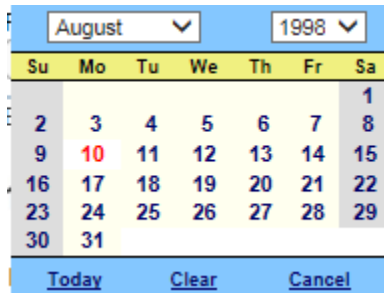 August 1998
Su Mo Tu We Th Fr Sa
1
2 3 4 5 6 7 8
9 10 11 12 13 14 15
16 17 18 19 20 21 22
23 24 25 26 27 28 29
30 31
Today Clear Cancel